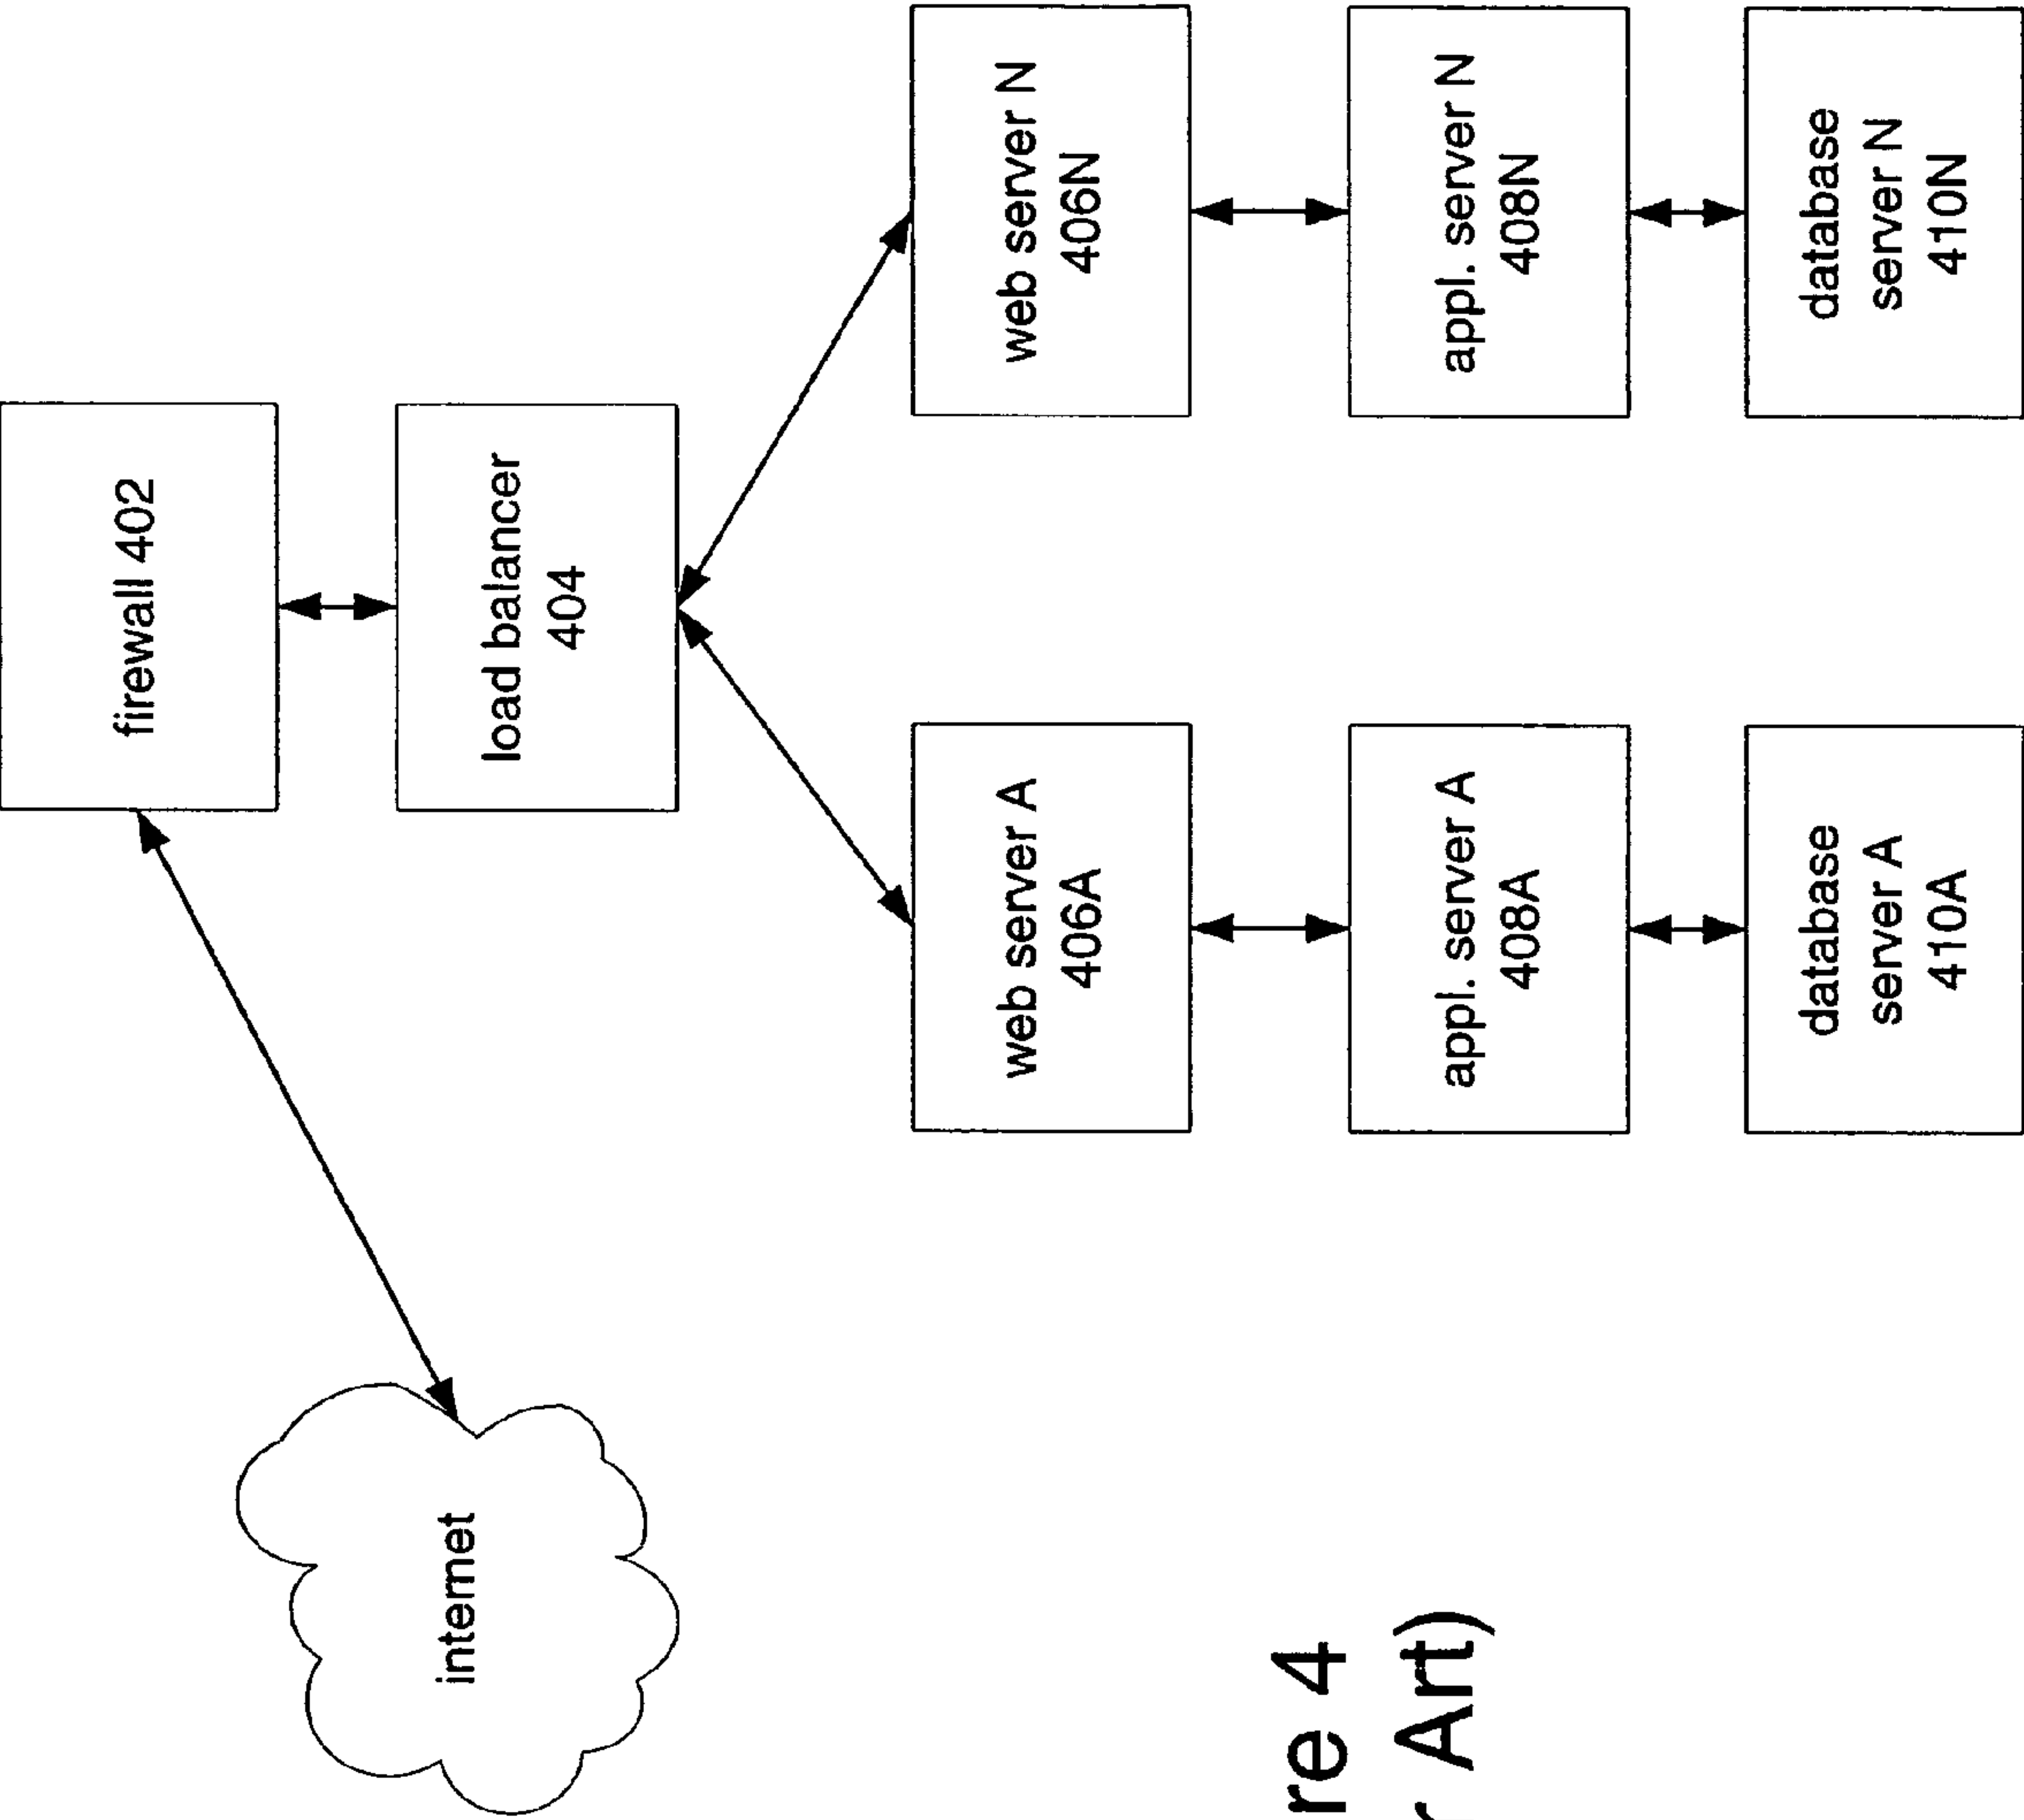 firewall 402
load balancer
404
internet
web server A
406A
web server N
406N
appl. server A
408A
appl. server N
408N
database
server A
410A
database
server N
410N
re 4
Art)